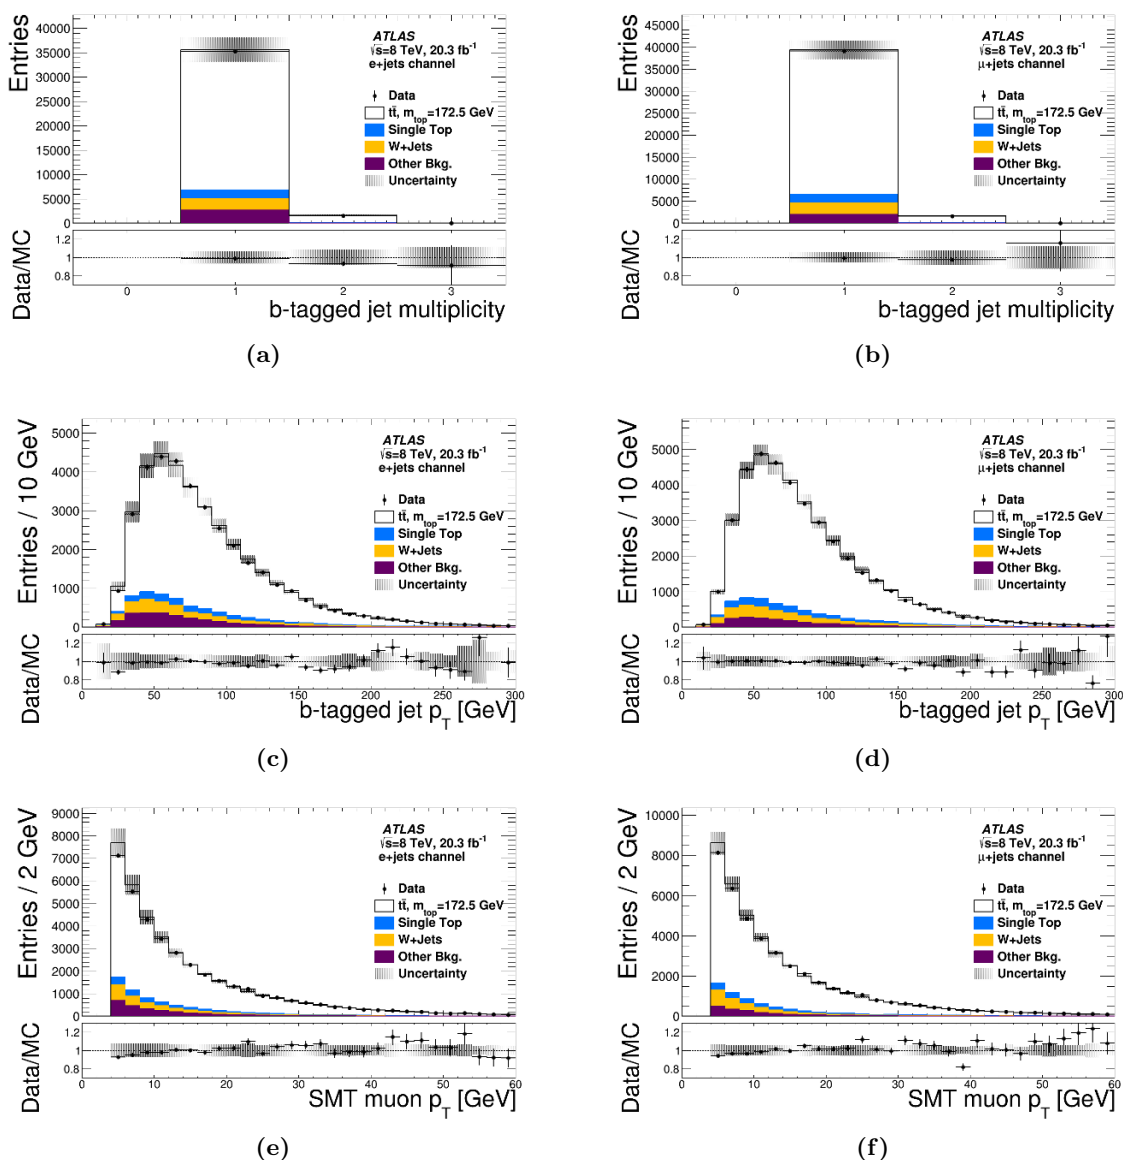 Entries
40000
35000
30000
25000
20000
15000
10000
5000
0
ATLAS
√s=8 TeV, 20.3 fb⁻¹
e+jets channel
Data
tt̄, m_top=172.5 GeV
Single Top
W+Jets
Other Bkg.
Uncertainty
Data/MC
1.2
1
0.8
0 1 2 3
b-tagged jet multiplicity
(a)
Entries
45000
40000
35000
30000
25000
20000
15000
10000
5000
0
ATLAS
√s=8 TeV, 20.3 fb⁻¹
μ+jets channel
Data
tt̄, m_top=172.5 GeV
Single Top
W+Jets
Other Bkg.
Uncertainty
Data/MC
1.2
1
0.8
0 1 2 3
b-tagged jet multiplicity
(b)
Entries / 10 GeV
5000
4000
3000
2000
1000
0
ATLAS
√s=8 TeV, 20.3 fb⁻¹
e+jets channel
Data
tt̄, m_top=172.5 GeV
Single Top
W+Jets
Other Bkg.
Uncertainty
Data/MC
1.2
1
0.8
0 50 100 150 200 250 300
b-tagged jet p_T [GeV]
(c)
Entries / 10 GeV
5000
4000
3000
2000
1000
0
ATLAS
√s=8 TeV, 20.3 fb⁻¹
μ+jets channel
Data
tt̄, m_top=172.5 GeV
Single Top
W+Jets
Other Bkg.
Uncertainty
Data/MC
1.2
1
0.8
0 50 100 150 200 250 300
b-tagged jet p_T [GeV]
(d)
Entries / 2 GeV
9000
8000
7000
6000
5000
4000
3000
2000
1000
0
ATLAS
√s=8 TeV, 20.3 fb⁻¹
e+jets channel
Data
tt̄, m_top=172.5 GeV
Single Top
W+Jets
Other Bkg.
Uncertainty
Data/MC
1.2
1
0.8
0 10 20 30 40 50 60
SMT muon p_T [GeV]
(e)
Entries / 2 GeV
10000
8000
6000
4000
2000
0
ATLAS
√s=8 TeV, 20.3 fb⁻¹
μ+jets channel
Data
tt̄, m_top=172.5 GeV
Single Top
W+Jets
Other Bkg.
Uncertainty
Data/MC
1.2
1
0.8
0 10 20 30 40 50 60
SMT muon p_T [GeV]
(f)